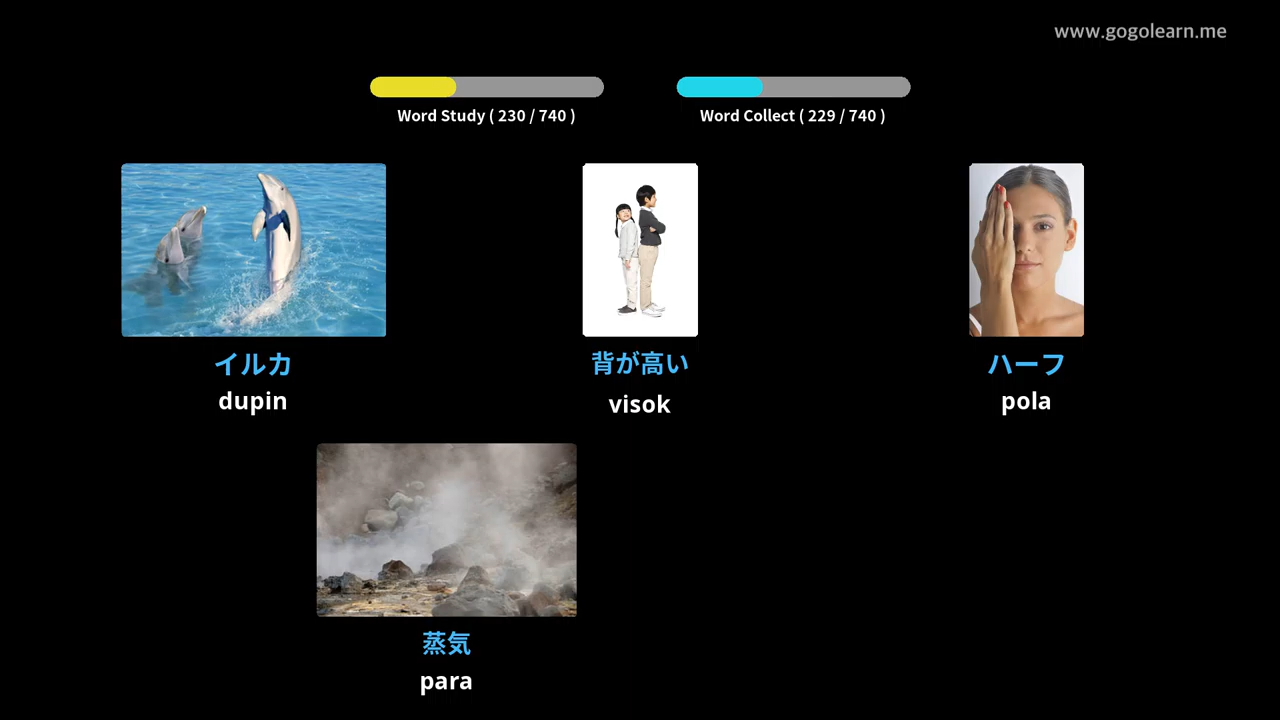 www.gogolearn.me
Word Study ( 230 / 740 )
Word Collect ( 229 / 740 )
イルカ
dupin
背が高い
visok
ハーフ
pola
蒸気
para